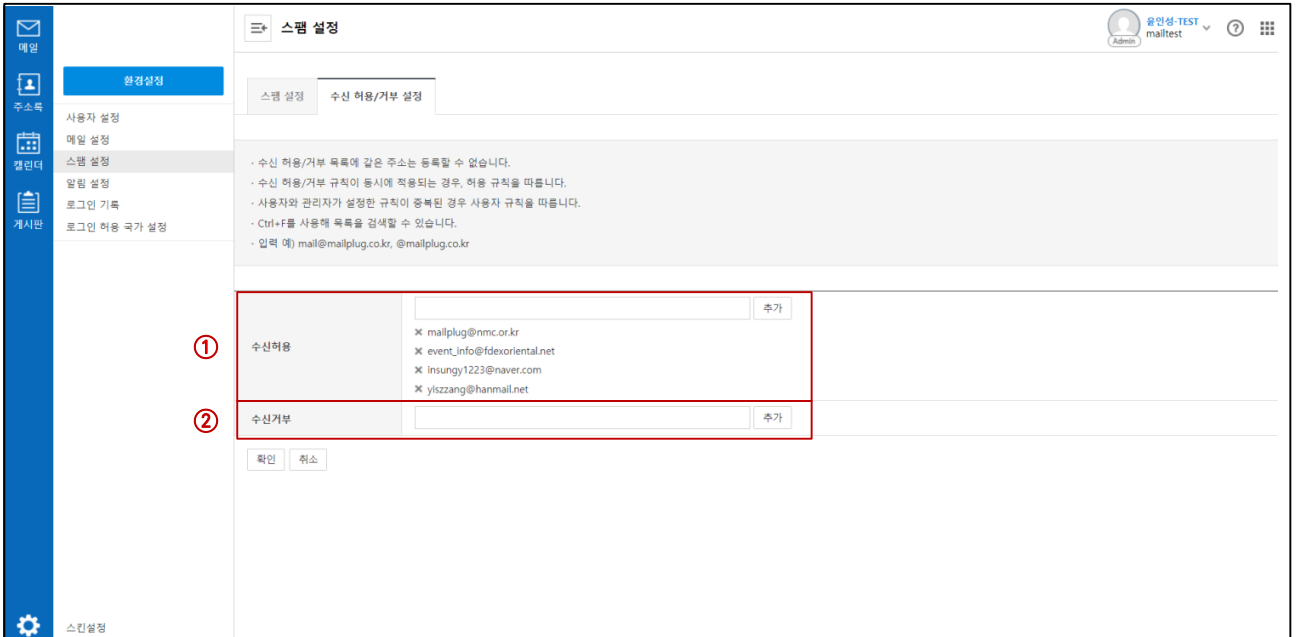 스팸 설정
윤인성-TEST
mailtest
Admin
메일
주소록
캘린더
게시판
환경설정
사용자 설정
메일 설정
스팸 설정
알림 설정
로그인 기록
로그인 허용 국가 설정
스킨설정
스팸 설정
수신 허용/거부 설정
· 수신 허용/거부 목록에 같은 주소는 등록할 수 없습니다.
· 수신 허용/거부 규칙이 동시에 적용되는 경우, 허용 규칙을 따릅니다.
· 사용자와 관리자가 설정한 규칙이 중복된 경우 사용자 규칙을 따릅니다.
· Ctrl+F를 사용해 목록을 검색할 수 있습니다.
· 입력 예) mail@mailplug.co.kr, @mailplug.co.kr
①
수신허용
추가
× mailplug@nmc.or.kr
× event_info@fdexoriental.net
× insungy1223@naver.com
× yiszzang@hanmail.net
②
수신거부
추가
확인
취소